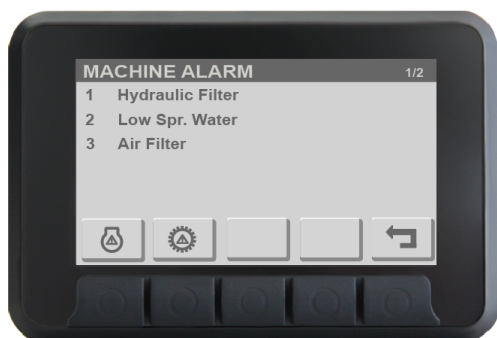 MACHINE ALARM 1/2
1 Hydraulic Filter
2 Low Spr. Water
3 Air Filter